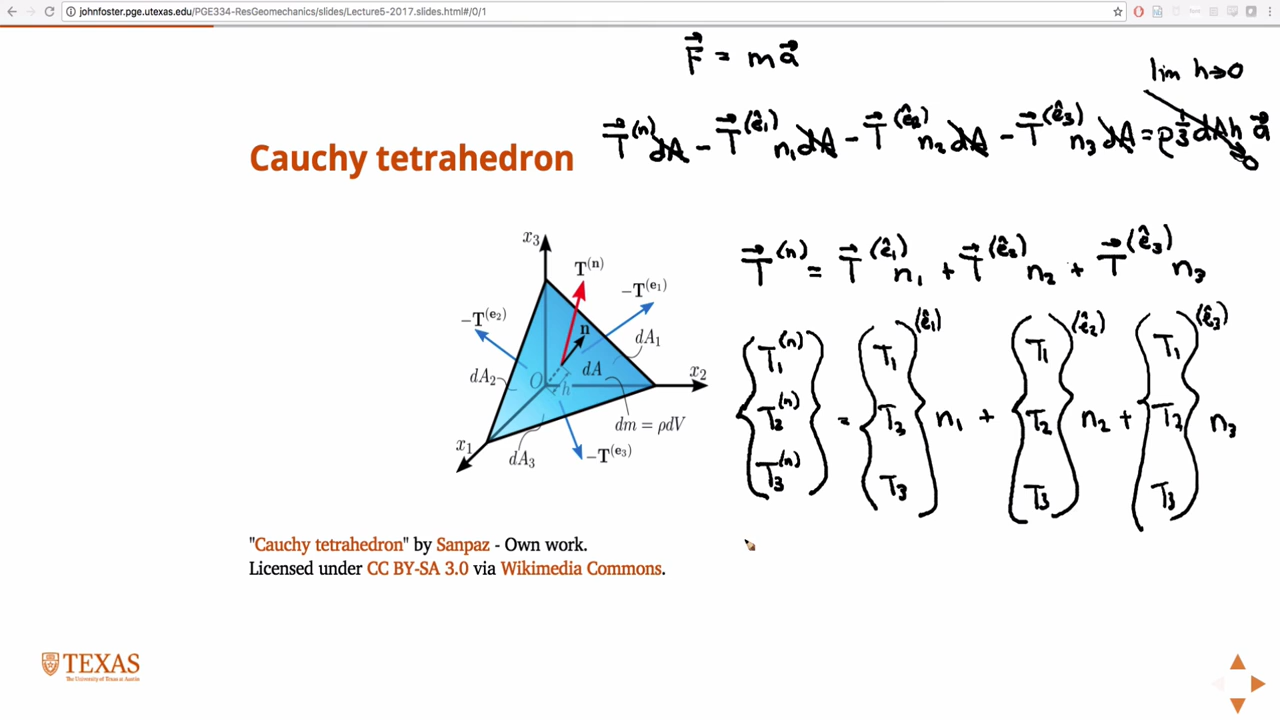 johnfoster.pge.utexas.edu/PGE334-ResGeomechanics/slides/Lecture5-2017.slides.html#/0/1
F⃗ = m a⃗
lim h→0
T⃗^(n) dA - T⃗^(ê1) n1 dA - T⃗^(ê2) n2 dA - T⃗^(ê3) n3 dA = ρ 1/3 dA h a⃗
→0
Cauchy tetrahedron
T⃗^(n) = T⃗^(ê1) n1 + T⃗^(ê2) n2 + T⃗^(ê3) n3
{T1^(n) T2^(n) T3^(n)} = {T1 T3 T3}^(ê1) n1 + {T1 T2 T3}^(ê2) n2 + {T1 T2 T3}^(ê3) n3
x3
T(n)
-T(e1)
-T(e2)
n
dA1
dA2
O
h
dA
x2
x1
dA3
-T(e3)
dm = ρdV
"Cauchy tetrahedron" by Sanpaz - Own work.
Licensed under CC BY-SA 3.0 via Wikimedia Commons.
TEXAS
The University of Texas at Austin